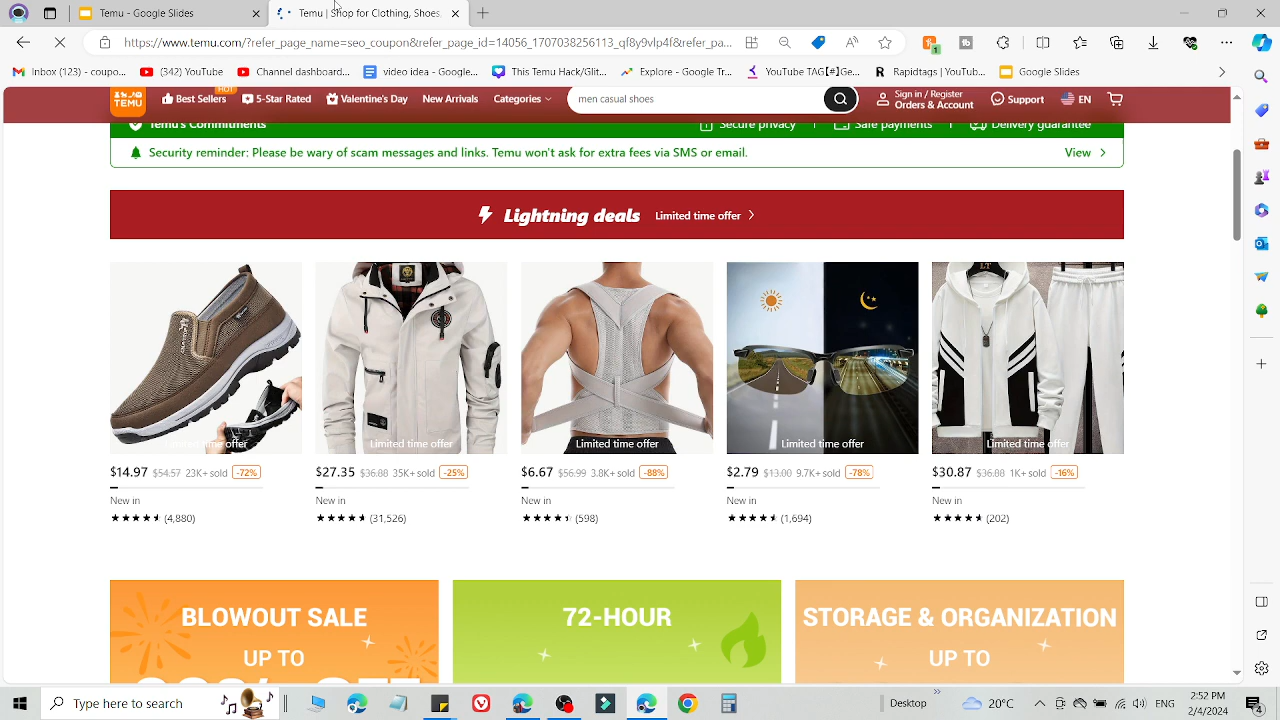 Temu
Temu | Shop for Clothing, Shoes
https://www.temu.com/?refer_page_name=seo_coupon&refer_page_id=14056_1707038256113_qf8y9vlp4f&refer_pa...
1
Inbox (123) -
(342) YouTube
Channel dashboard...
video idea - Google...
This Temu Hack Got...
Explore - Google Tr...
YouTube TAG[#]...
Rapidtags | YouTub...
Google Slides
TEMU
Best Sellers
HOT
5-Star Rated
Valentine's Day
New Arrivals
Categories
men casual shoes
Sign in / Register
Orders & Account
Support
EN
Temu's Commitments
Secure privacy
Safe payments
Delivery guarantee
Security reminder: Please be wary of scam messages and links. Temu won't ask for extra fees via SMS or email.
View
Lightning deals Limited time offer
Limited time offer
Limited time offer
Limited time offer
Limited time offer
Limited time offer
$14.97 $54.57 23K+sold -72%
$27.35 $36.88 35K+sold -25%
$6.67 $56.99 3.8K+sold -88%
$2.79 $13.00 9.7K+sold -78%
$30.87 $36.88 1K+sold -16%
New in
New in
New in
New in
New in
(4,880)
(31,526)
(598)
(1,694)
(202)
BLOWOUT SALE
UP TO
72-HOUR
STORAGE & ORGANIZATION
UP TO
Type here to search
Desktop
20°C
ENG
2:52 PM
2/4/2024
4